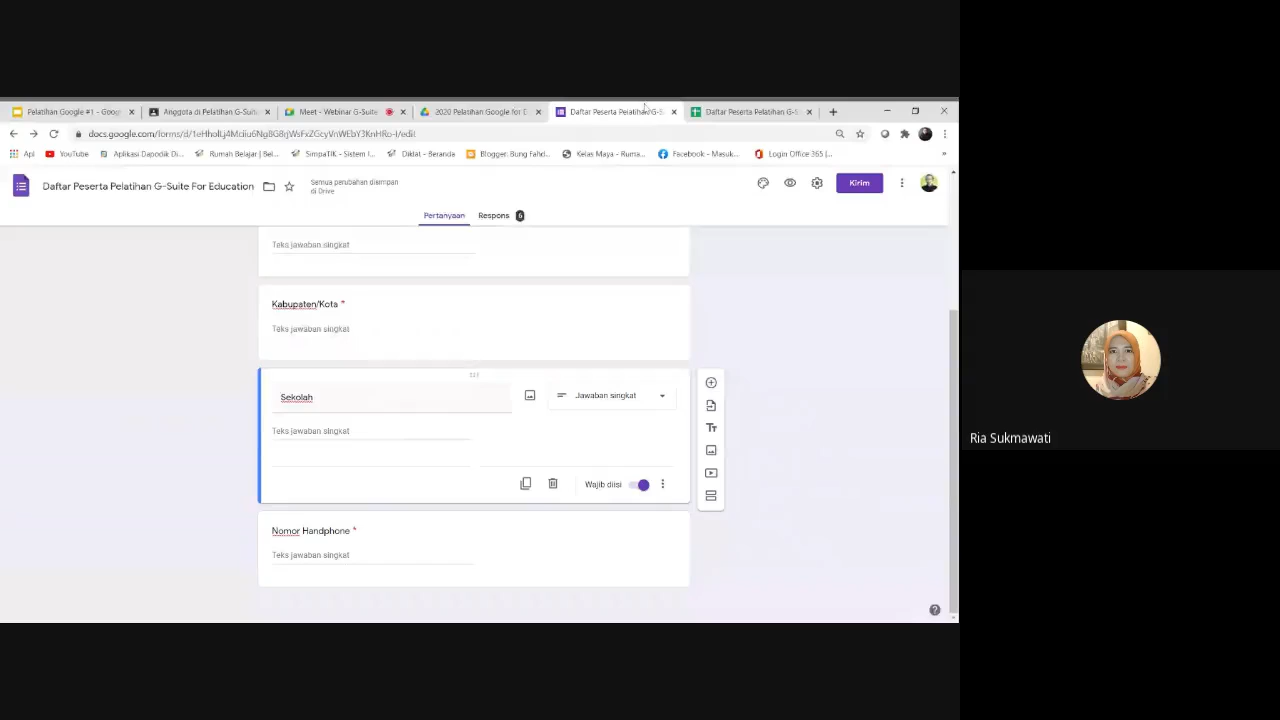 Pelatihan Google #1 - Goog
Anggota di Pelatihan G-Suite
Meet - Webinar G-Suite
2020 Pelatihan Google for E
Daftar Peserta Pelatihan G-S
Daftar Peserta Pelatihan G-S
Apl
YouTube
Aplikasi Dapodik Di...
Rumah Belajar | Bel...
SimpaTIK - Sistem I...
Diklat - Beranda
Blogger: Bung Fahd...
Kelas Maya - Ruma...
Facebook - Masuk...
Login Office 365 |...
Daftar Peserta Pelatihan G-Suite For Education
Semua perubahan disimpan
di Drive
Kirim
Pertanyaan
Respons 6
Teks jawaban singkat
Kabupaten/Kota *
Teks jawaban singkat
Sekolah
Jawaban singkat
Teks jawaban singkat
Wajib diisi
Nomor Handphone *
Teks jawaban singkat
Ria Sukmawati